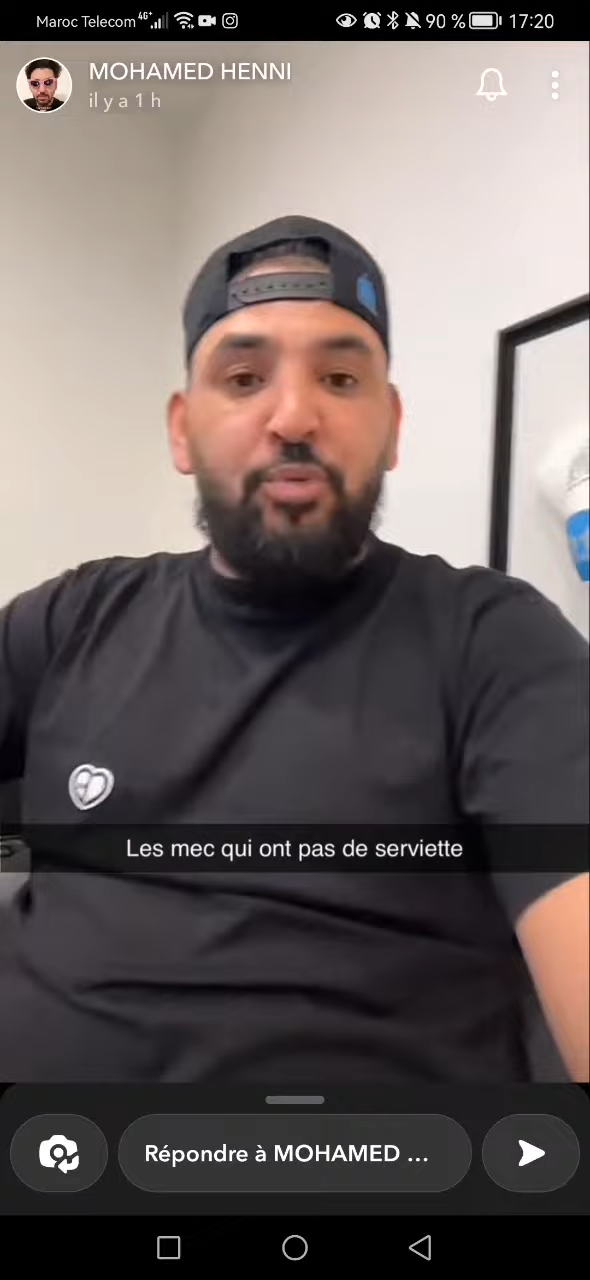 Maroc Telecom 4G+ 90 % 17:20
MOHAMED HENNI
il y a 1 h
Les mec qui ont pas de serviette
Répondre à MOHAMED ...